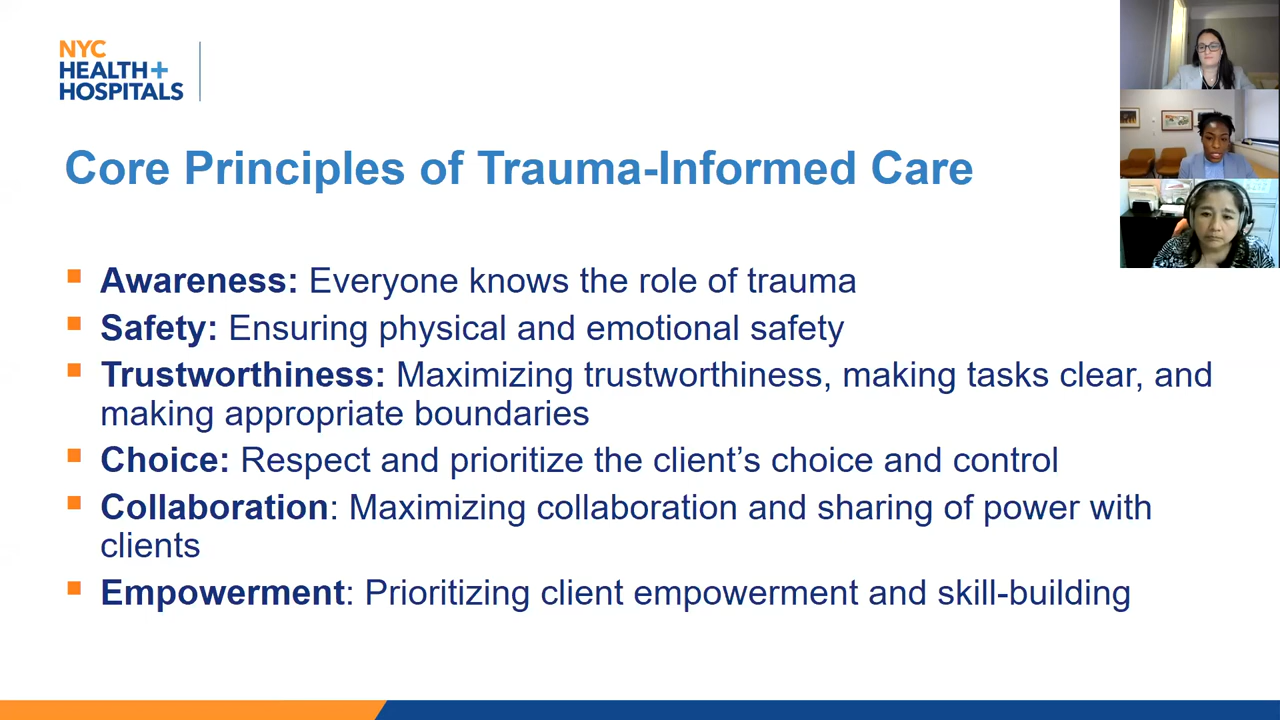 NYC
HEALTH+
HOSPITALS
Core Principles of Trauma-Informed Care
Awareness: Everyone knows the role of trauma
Safety: Ensuring physical and emotional safety
Trustworthiness: Maximizing trustworthiness, making tasks clear, and
making appropriate boundaries
Choice: Respect and prioritize the client’s choice and control
Collaboration: Maximizing collaboration and sharing of power with
clients
Empowerment: Prioritizing client empowerment and skill-building